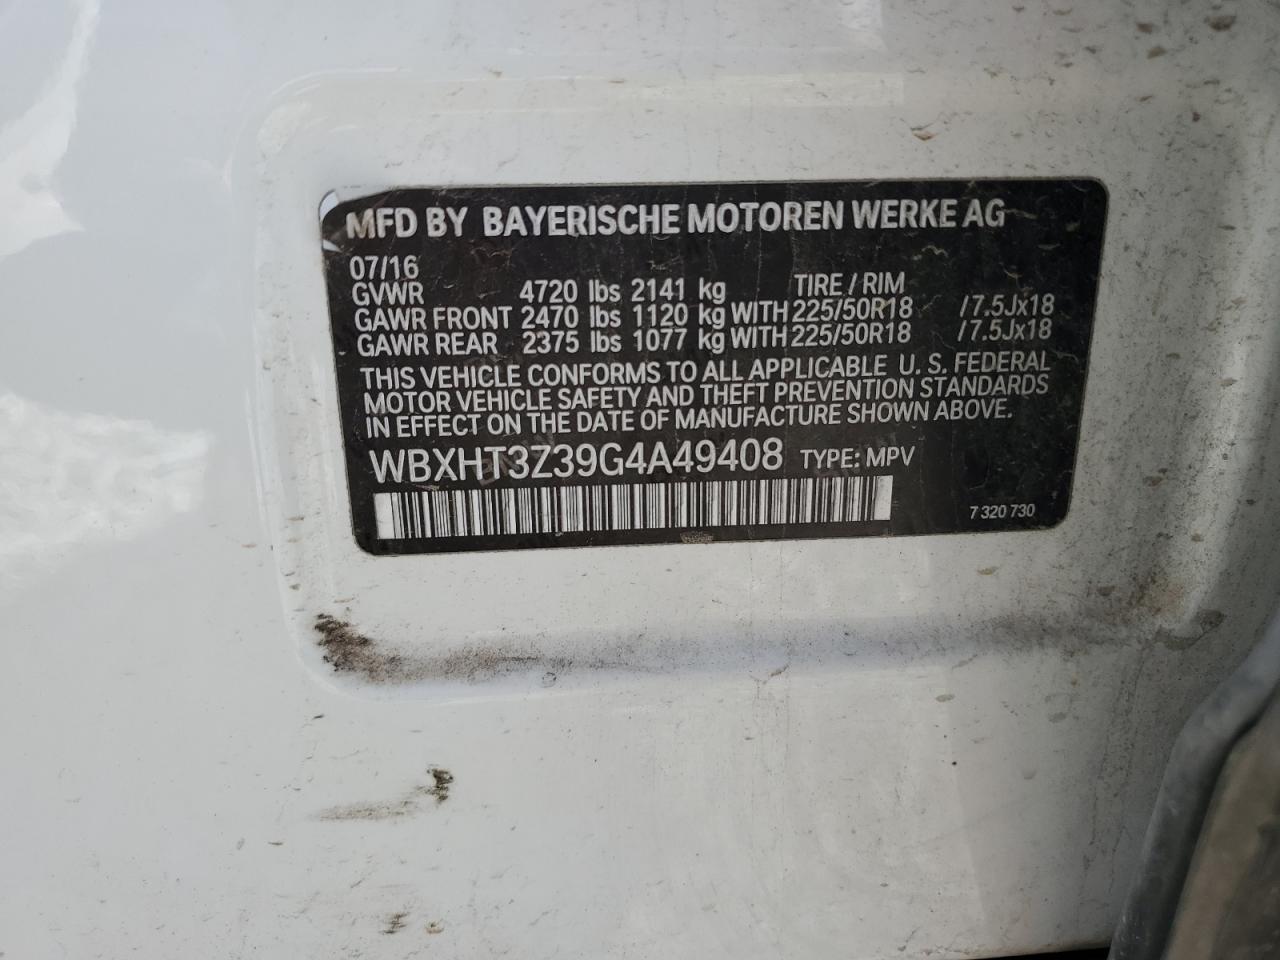 MFD BY BAYERISCHE MOTOREN WERKE AG
07/16
GVWR 4720 lbs 2141 kg TIRE / RIM
GAWR FRONT 2470 lbs 1120 kg WITH 225/50R18 /7.5Jx18
GAWR REAR 2375 lbs 1077 kg WITH 225/50R18 /7.5Jx18
THIS VEHICLE CONFORMS TO ALL APPLICABLE U. S. FEDERAL
MOTOR VEHICLE SAFETY AND THEFT PREVENTION STANDARDS
IN EFFECT ON THE DATE OF MANUFACTURE SHOWN ABOVE.
WBXHT3Z39G4A49408 TYPE: MPV
7 320 730